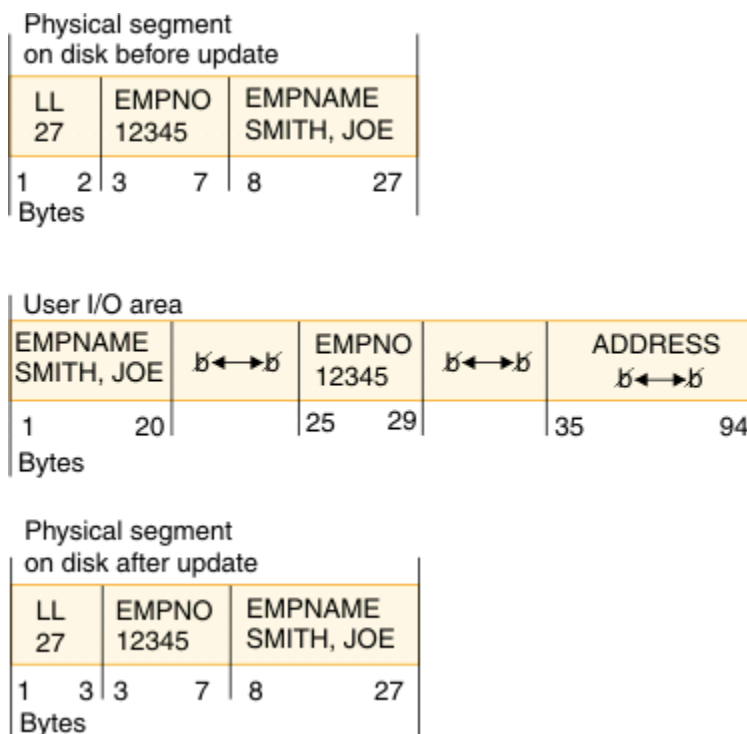 Physical segment
on disk before update
LL EMPNO EMPNAME
27 12345 SMITH, JOE
1 2 3 7 8 27
Bytes
User I/O area
EMPNAME EMPNO ADDRESS
SMITH, JOE b̸ b̸ 12345 b̸ b̸ b̸ b̸
1 20 25 29 35 94
Bytes
Physical segment
on disk after update
LL EMPNO EMPNAME
27 12345 SMITH, JOE
1 3 3 7 8 27
Bytes